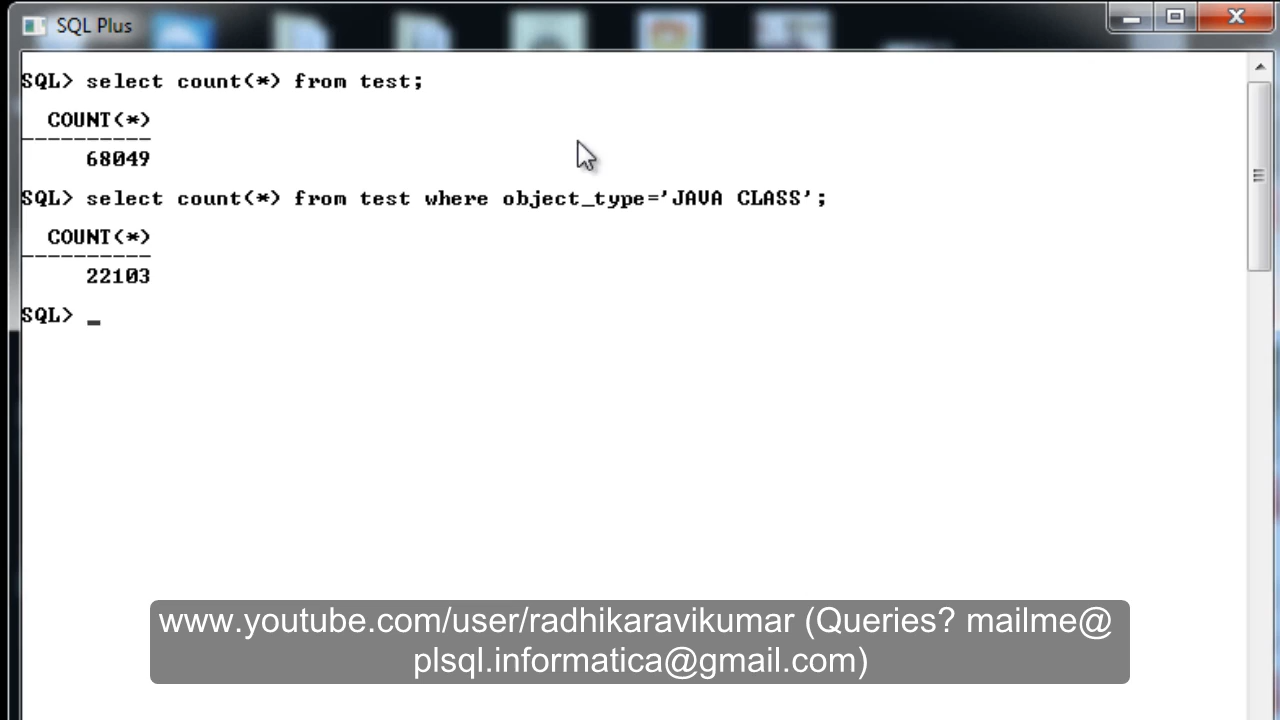 SQL Plus
SQL> select count(*) from test;
COUNT(*)
----------
68049
SQL> select count(*) from test where object_type='JAVA CLASS';
COUNT(*)
----------
22103
SQL> _
www.youtube.com/user/radhikaravikumar (Queries? mailme@
plsql.informatica@gmail.com)